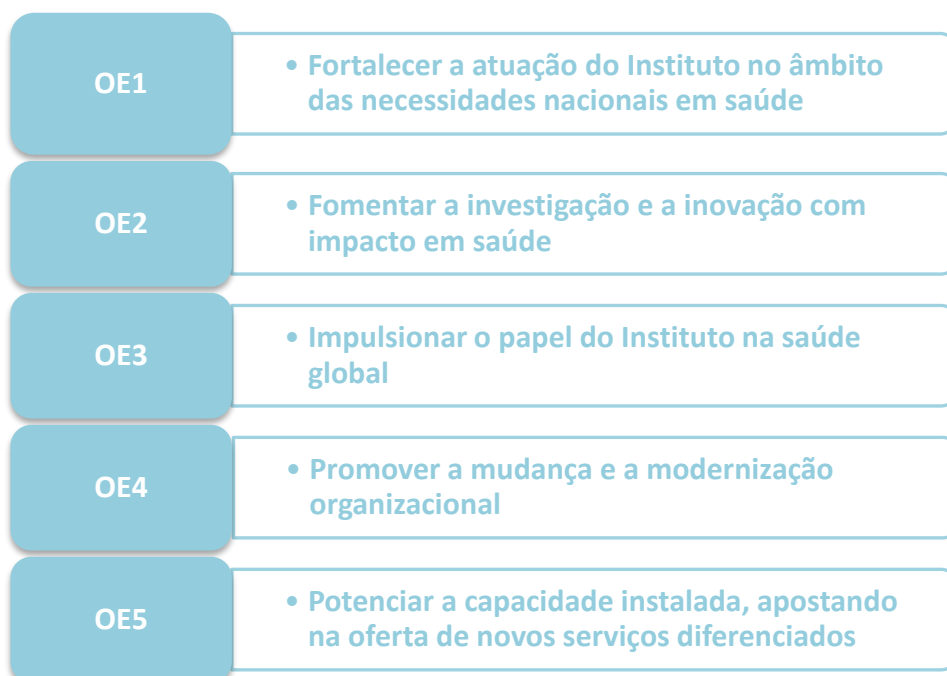 OE1
• Fortalecer a atuação do Instituto no âmbito
das necessidades nacionais em saúde
OE2
• Fomentar a investigação e a inovação com
impacto em saúde
OE3
• Impulsionar o papel do Instituto na saúde
global
OE4
• Promover a mudança e a modernização
organizacional
OE5
• Potenciar a capacidade instalada, apostando
na oferta de novos serviços diferenciados